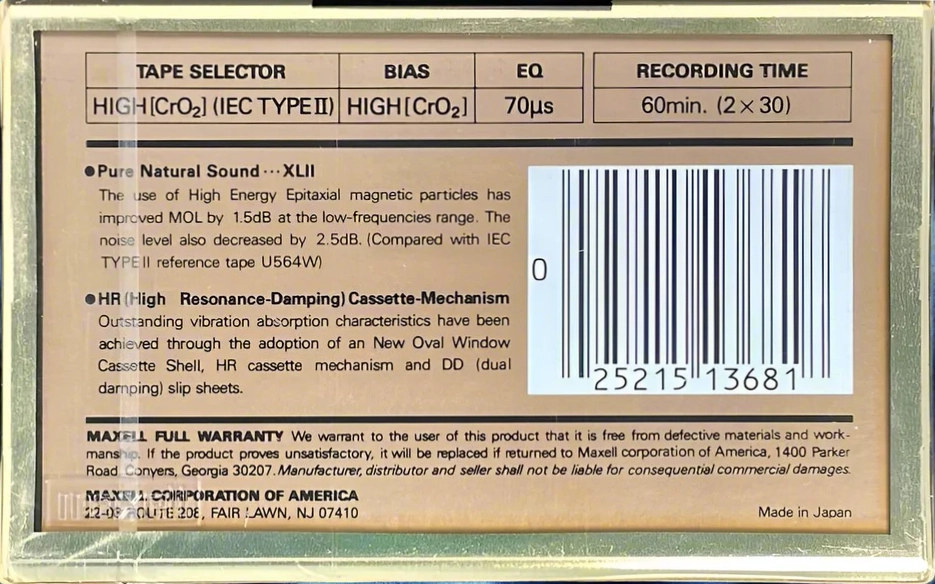 TAPE SELECTOR BIAS EQ RECORDING TIME
HIGH[CrO₂] (IEC TYPE II) HIGH[CrO₂] 70μs 60min. (2 × 30)
●Pure Natural Sound ··· XLII
The use of High Energy Epitaxial magnetic particles has
improved MOL by 1.5dB at the low-frequencies range. The
noise level also decreased by 2.5dB. (Compared with IEC
TYPE II reference tape U564W)
●HR (High Resonance-Damping) Cassette-Mechanism
Outstanding vibration absorption characteristics have been
achieved through the adoption of an New Oval Window
Cassette Shell, HR cassette mechanism and DD (dual
damping) slip sheets.
0
25215 13681
MAXELL FULL WARRANTY We warrant to the user of this product that it is free from defective materials and work-
manship. If the product proves unsatisfactory, it will be replaced if returned to Maxell corporation of America, 1400 Parker
Road, Conyers, Georgia 30207. Manufacturer, distributor and seller shall not be liable for consequential commercial damages.
MAXELL CORPORATION OF AMERICA
22-08 ROUTE 208, FAIR LAWN, NJ 07410
Made in Japan